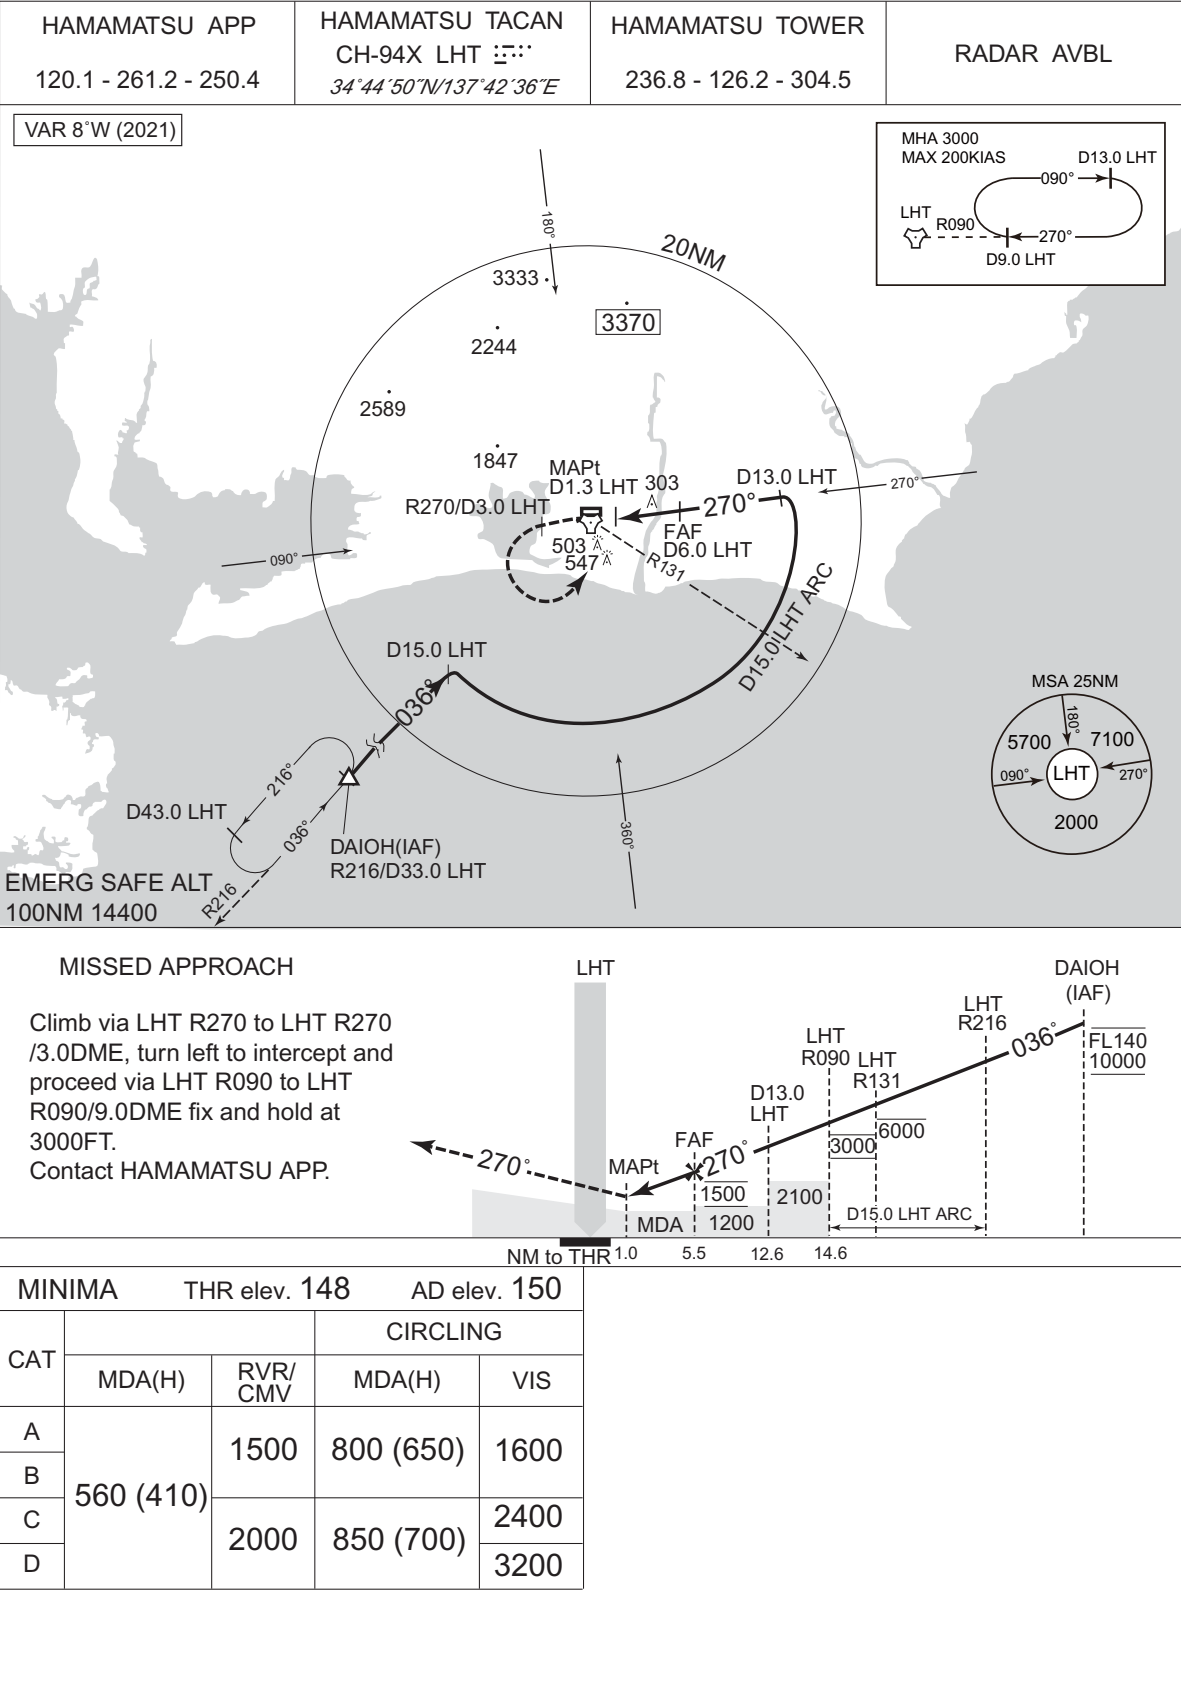 HAMAMATSU APP
120.1 - 261.2 - 250.4
HAMAMATSU TACAN
CH-94X LHT
34°44´50˝N/137°42´36˝E
HAMAMATSU TOWER
236.8 - 126.2 - 304.5
RADAR AVBL
VAR 8°W (2021)
MHA 3000
MAX 200KIAS
D13.0 LHT
090°
LHT
R090
270°
D9.0 LHT
180°
20NM
3333
3370
2244
2589
1847
MAPt
D1.3 LHT
303
D13.0 LHT
270°
R270/D3.0 LHT
270°
FAF
D6.0 LHT
503
547
R131
090°
D15.0 LHT ARC
D15.0 LHT
036°
MSA 25NM
180°
5700
7100
090°
LHT
270°
2000
216°
D43.0 LHT
036°
360°
DAIOH(IAF)
R216/D33.0 LHT
R216
EMERG SAFE ALT
100NM 14400
MISSED APPROACH
Climb via LHT R270 to LHT R270
/3.0DME, turn left to intercept and
proceed via LHT R090 to LHT
R090/9.0DME fix and hold at
3000FT.
Contact HAMAMATSU APP.
LHT
DAIOH
(IAF)
LHT
R216
036°
FL140
10000
LHT
R090
LHT
R131
D13.0
LHT
6000
3000
FAF
270°
270°
MAPt
1500
2100
MDA
1200
D15.0 LHT ARC
NM to THR
1.0
5.5
12.6
14.6
MINIMA THR elev. 148 AD elev. 150
CAT
CIRCLING
MDA(H)
RVR/
CMV
MDA(H)
VIS
A
B
C
D
560 (410)
1500
2000
800 (650)
850 (700)
1600
2400
3200